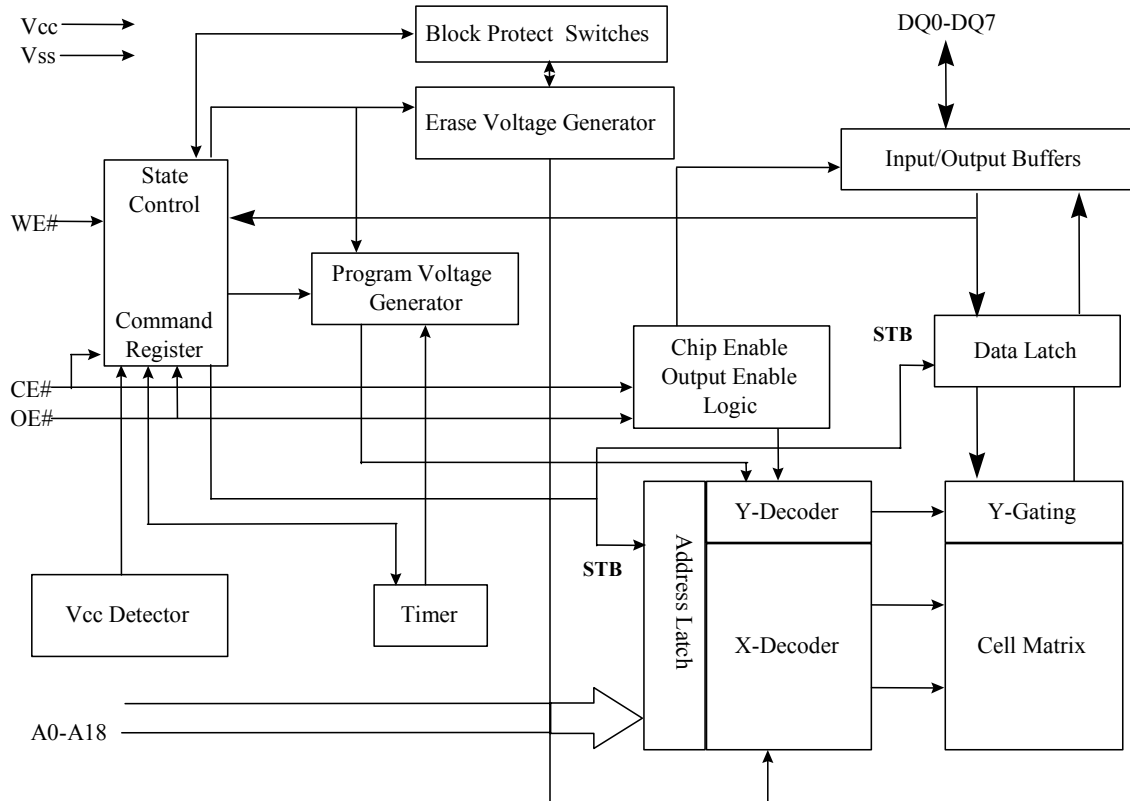 Vcc
Vss
Block Protect Switches
DQ0-DQ7
Erase Voltage Generator
Input/Output Buffers
State
Control
WE#
Program Voltage
Generator
Command
Register
STB
Chip Enable
Output Enable
Logic
Data Latch
CE#
OE#
Y-Decoder
Y-Gating
STB
Address Latch
Vcc Detector
Timer
X-Decoder
Cell Matrix
A0-A18